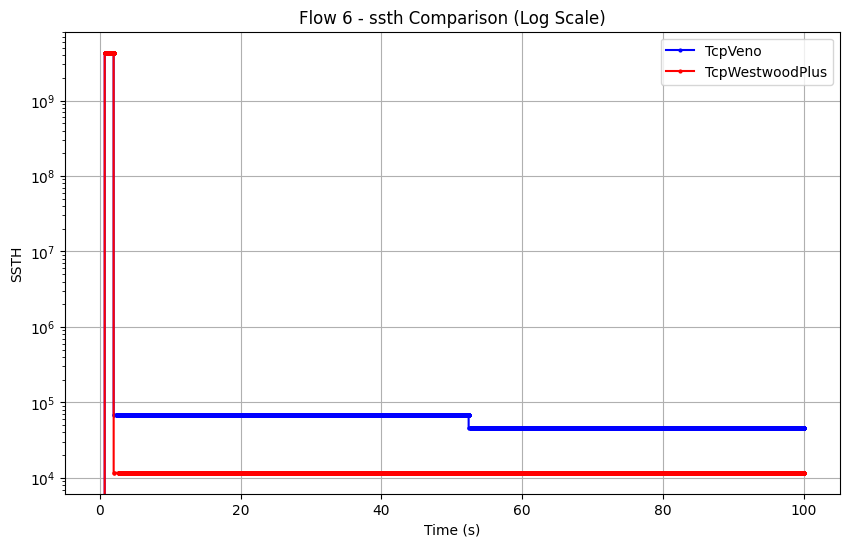 Flow 6 - ssth Comparison (Log Scale)
TcpVeno
TcpWestwoodPlus
SSTH
10⁹
10⁸
10⁷
10⁶
10⁵
10⁴
0 20 40 60 80 100
Time (s)